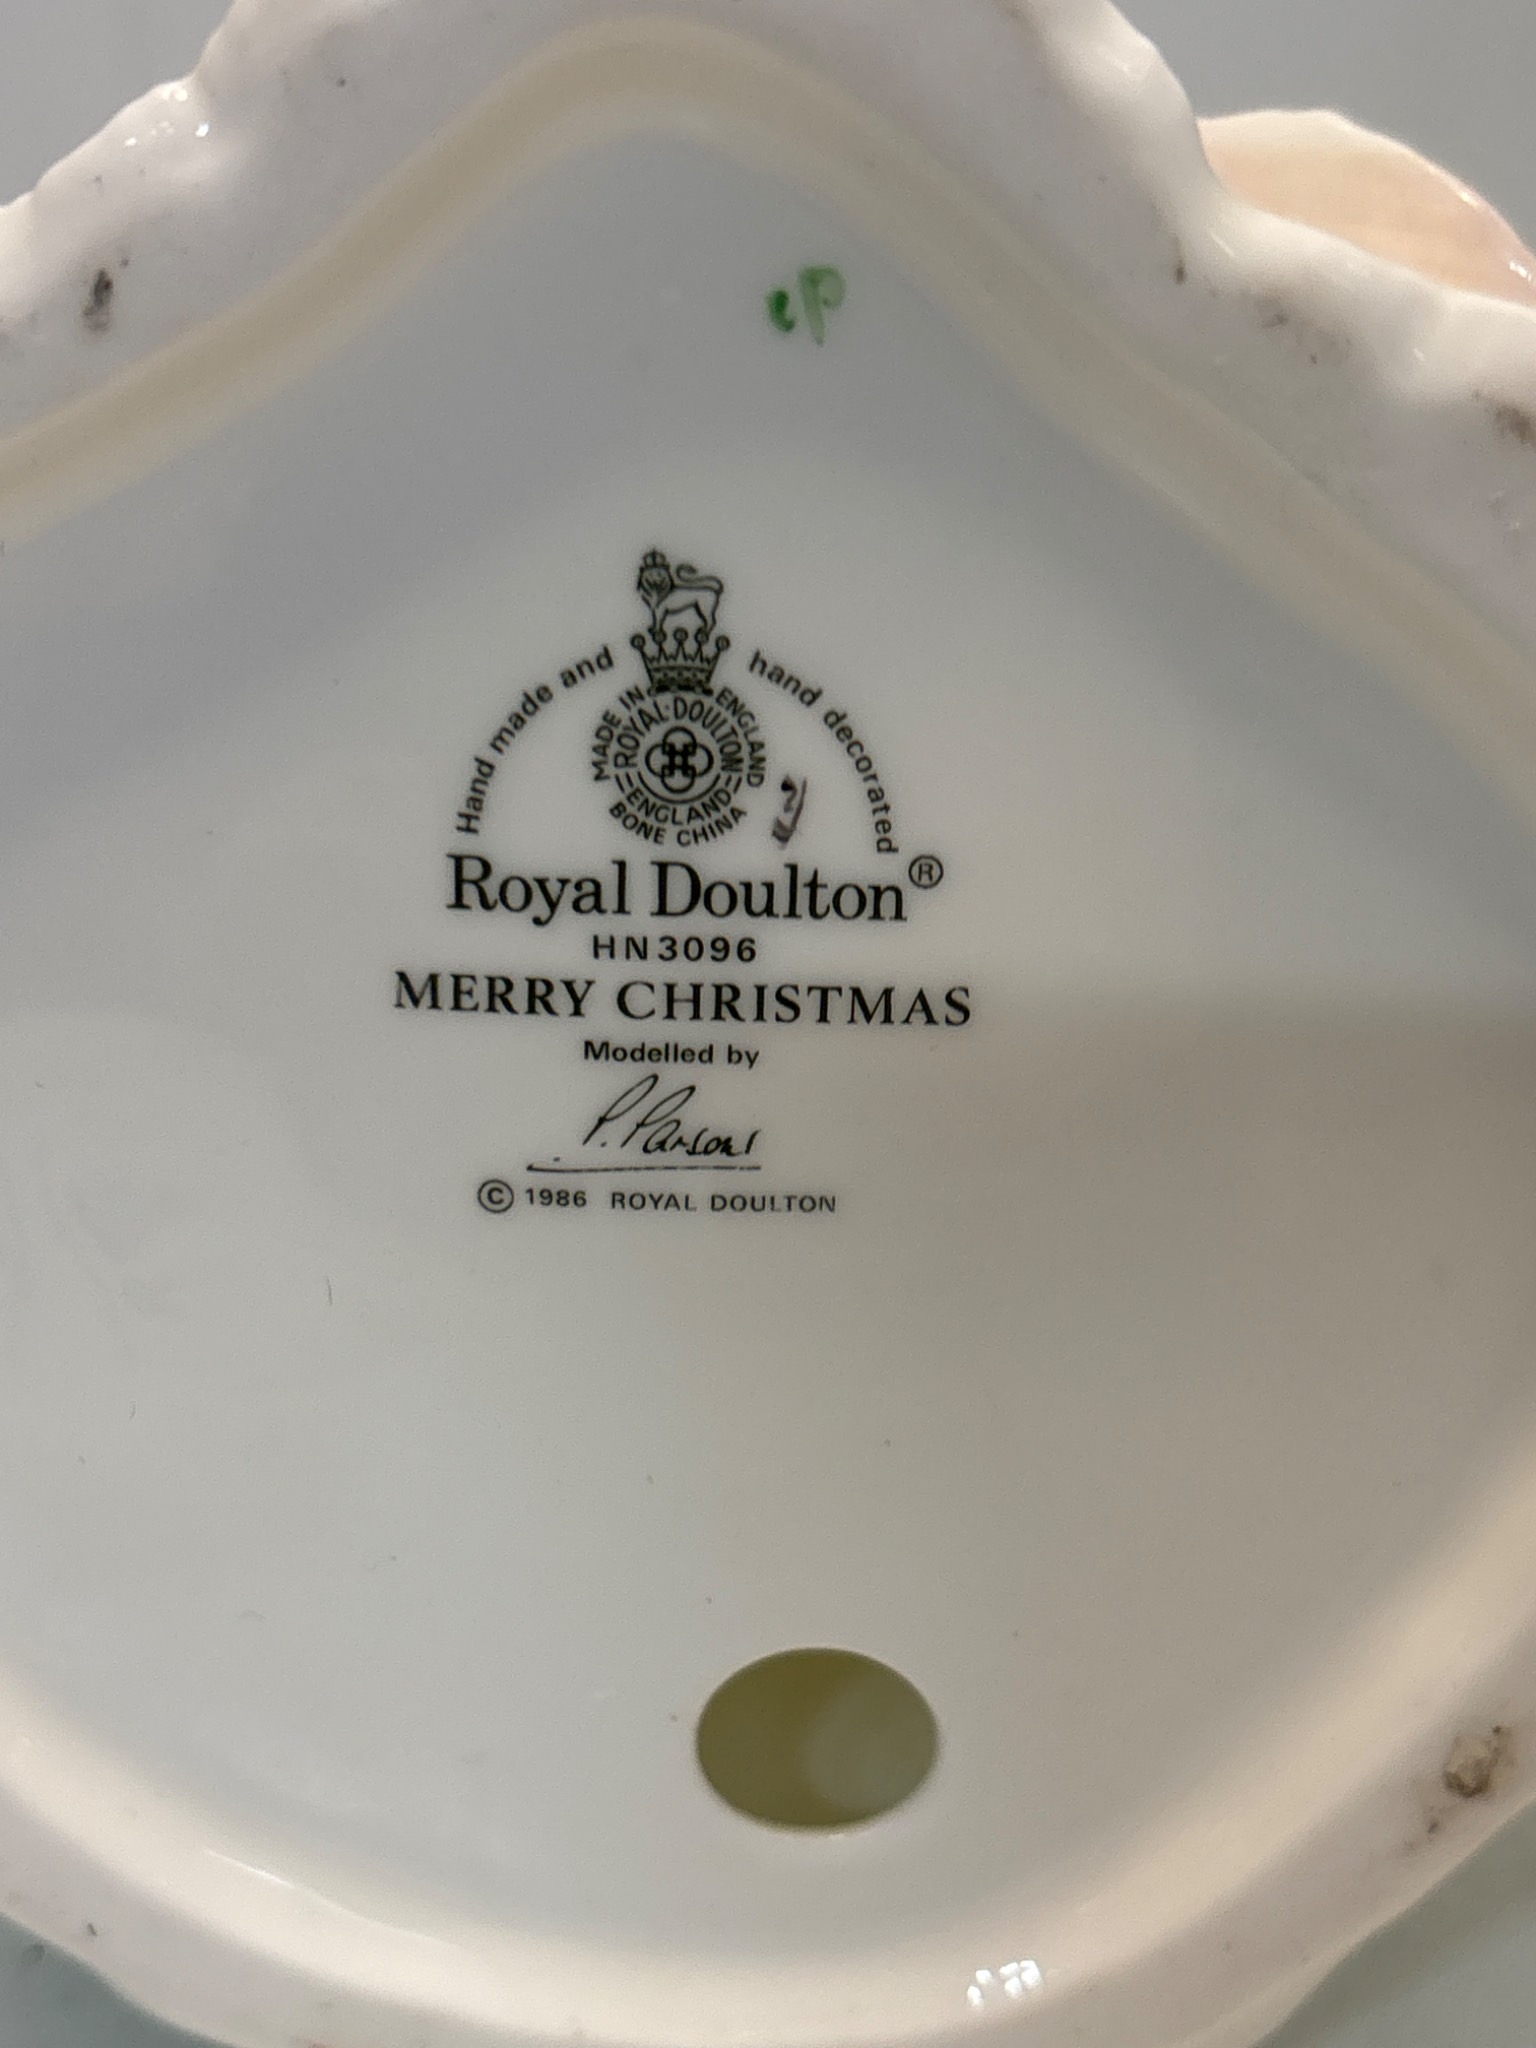 Hand made and hand decorated
MADE IN ENGLAND
ROYAL·DOULTON
ENGLAND
BONE CHINA
Royal Doulton®
HN3096
MERRY CHRISTMAS
Modelled by
P. Parsons
© 1986 ROYAL DOULTON